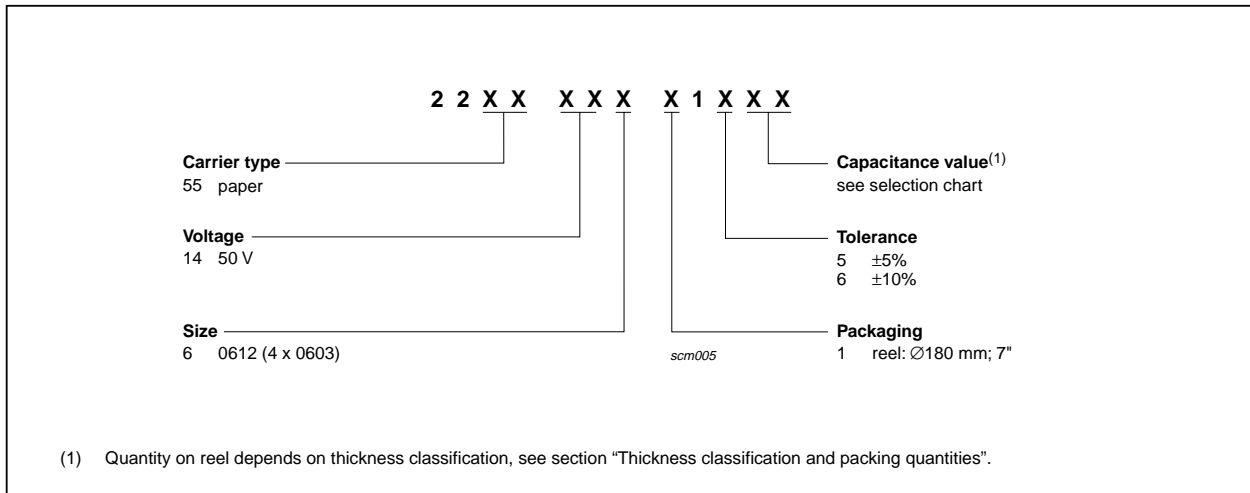 2 2 X X X X X X 1 X X X
Carrier type
55 paper
Voltage
14 50 V
Size
6 0612 (4 x 0603)
Capacitance value(1)
see selection chart
Tolerance
5 ±5%
6 ±10%
Packaging
1 reel: ∅180 mm; 7"
scm005
(1) Quantity on reel depends on thickness classification, see section “Thickness classification and packing quantities”.